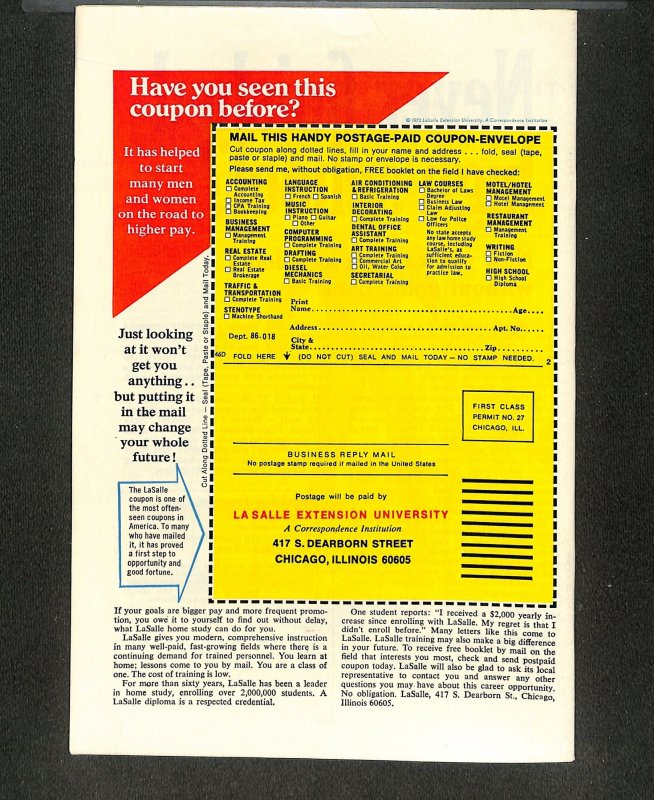 Have you seen this
coupon before?
© 1972 LaSalle Extension University, A Correspondence Institution
It has helped
to start
many men
and women
on the road to
higher pay.
Just looking
at it won't
get you
anything . .
but putting it
in the mail
may change
your whole
future!
The LaSalle
coupon is one of
the most often-
seen coupons in
America. To many
who have mailed
it, it has proved
a first step to
opportunity and
good fortune.
Cut Along Dotted Line — Seal (Tape, Paste or Staple) and Mail Today.
MAIL THIS HANDY POSTAGE-PAID COUPON-ENVELOPE
Cut coupon along dotted lines, fill in your name and address . . . fold, seal (tape,
paste or staple) and mail. No stamp or envelope is necessary.
Please send me, without obligation, FREE booklet on the field I have checked:
ACCOUNTING
Complete
Accounting
Income Tax
CPA Training
Bookkeeping
BUSINESS
MANAGEMENT
Management
Training
REAL ESTATE
Complete Real
Estate
Real Estate
Brokerage
TRAFFIC &
TRANSPORTATION
Complete Training
STENOTYPE
Machine Shorthand
LANGUAGE
INSTRUCTION
French Spanish
MUSIC
INSTRUCTION
Piano Guitar
Other
COMPUTER
PROGRAMMING
Complete Training
DRAFTING
Complete Training
DIESEL
MECHANICS
Basic Training
AIR CONDITIONING
& REFRIGERATION
Basic Training
INTERIOR
DECORATING
Complete Training
DENTAL OFFICE
ASSISTANT
Complete Training
ART TRAINING
Complete Training
Commercial Art
Oil, Water Color
SECRETARIAL
Complete Training
LAW COURSES
Bachelor of Laws
Degree
Business Law
Claim Adjusting
Law
Law for Police
Officers
No state accepts
any law home study
course, including
LaSalle's, as
sufficient educa-
tion to qualify
for admission to
practice law.
MOTEL/HOTEL
MANAGEMENT
Motel Management
Hotel Management
RESTAURANT
MANAGEMENT
Management
Training
WRITING
Fiction
Non-Fiction
HIGH SCHOOL
High School
Diploma
Print
Name Age
Address Apt. No.
Dept. 86-018
City &
State Zip
46D FOLD HERE (DO NOT CUT) SEAL AND MAIL TODAY — NO STAMP NEEDED. 2
FIRST CLASS
PERMIT NO. 27
CHICAGO, ILL.
BUSINESS REPLY MAIL
No postage stamp required if mailed in the United States
Postage will be paid by
LA SALLE EXTENSION UNIVERSITY
A Correspondence Institution
417 S. DEARBORN STREET
CHICAGO, ILLINOIS 60605
If your goals are bigger pay and more frequent promo-
tion, you owe it to yourself to find out without delay,
what LaSalle home study can do for you.
LaSalle gives you modern, comprehensive instruction
in many well-paid, fast-growing fields where there is a
continuing demand for trained personnel. You learn at
home; lessons come to you by mail. You are a class of
one. The cost of training is low.
For more than sixty years, LaSalle has been a leader
in home study, enrolling over 2,000,000 students. A
LaSalle diploma is a respected credential.
One student reports: "I received a $2,000 yearly in-
crease since enrolling with LaSalle. My regret is that I
didn't enroll before." Many letters like this come to
LaSalle. LaSalle training may also make a big difference
in your future. To receive free booklet by mail on the
field that interests you most, check and send postpaid
coupon today. LaSalle will also be glad to ask its local
representative to contact you and answer any other
questions you may have about this career opportunity.
No obligation. LaSalle, 417 S. Dearborn St., Chicago,
Illinois 60605.